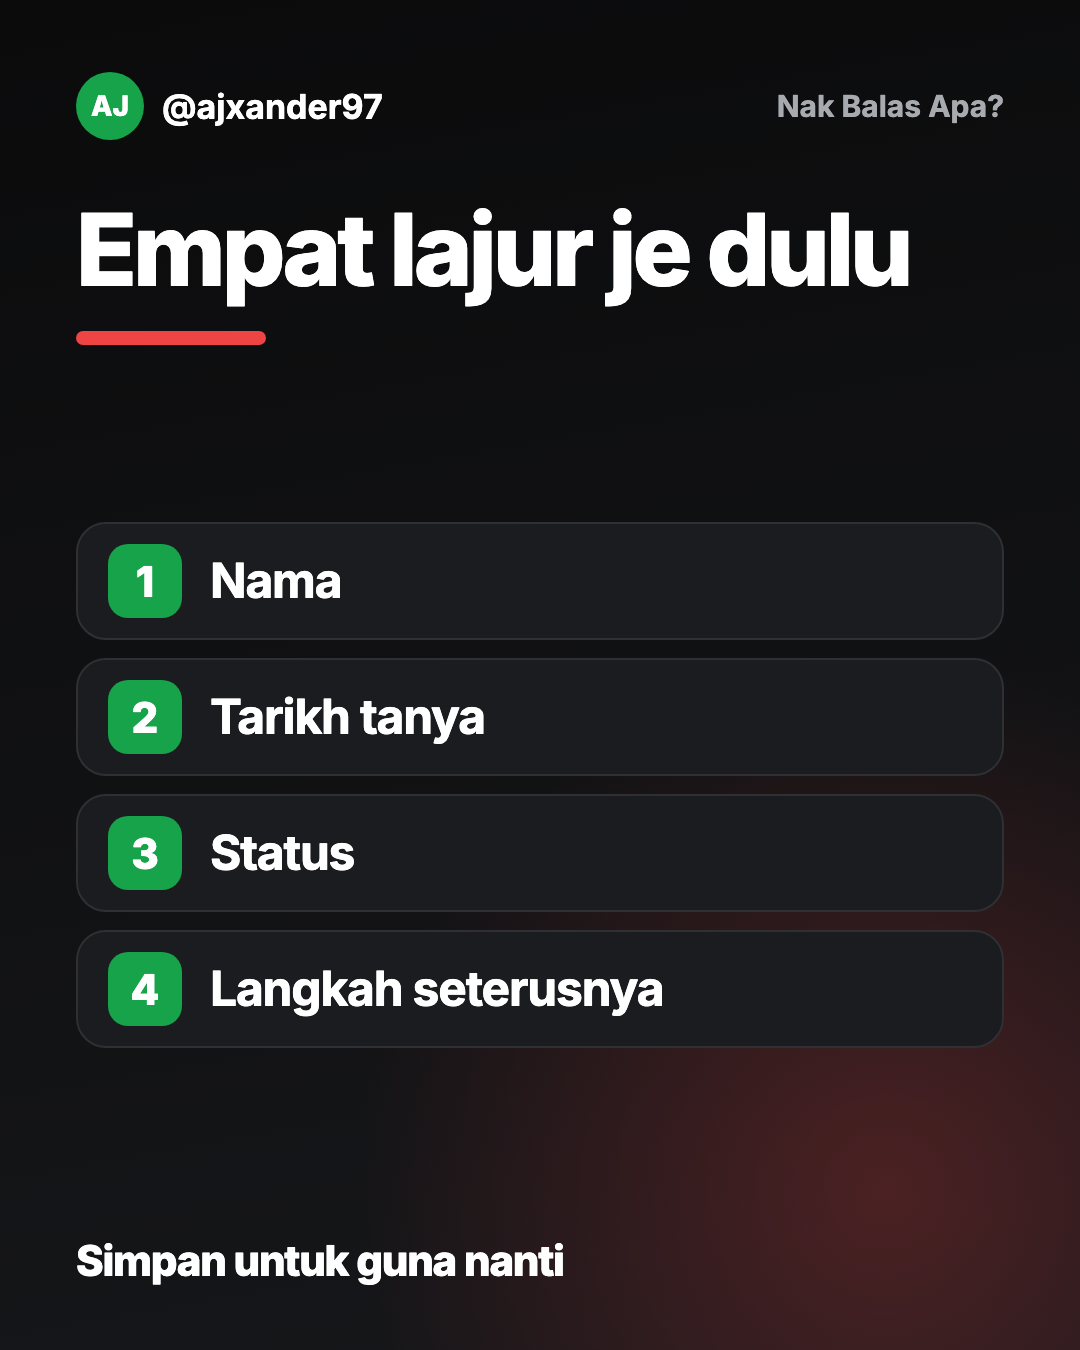 AJ @ajxander97
Nak Balas Apa?
Empat lajur je dulu
1 Nama
2 Tarikh tanya
3 Status
4 Langkah seterusnya
Simpan untuk guna nanti